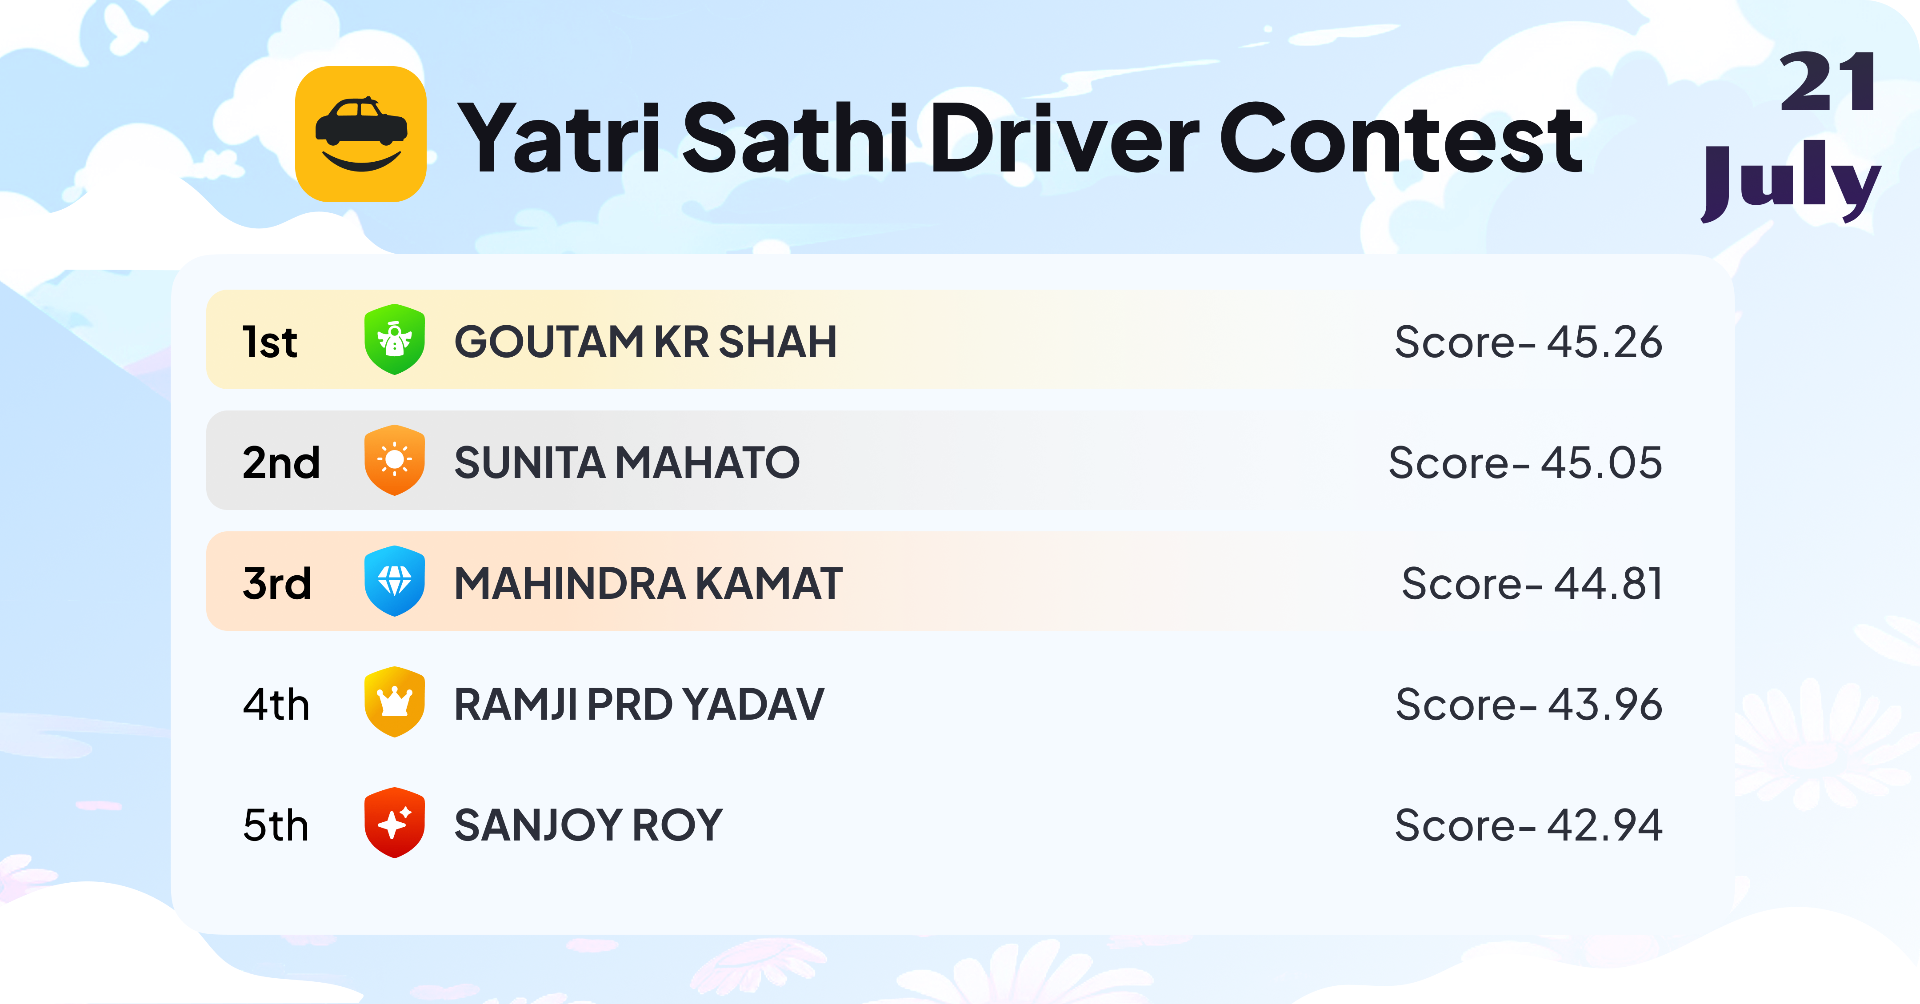 Yatri Sathi Driver Contest
21
July
1st GOUTAM KR SHAH Score- 45.26
2nd SUNITA MAHATO Score- 45.05
3rd MAHINDRA KAMAT Score- 44.81
4th RAMJI PRD YADAV Score- 43.96
5th SANJOY ROY Score- 42.94